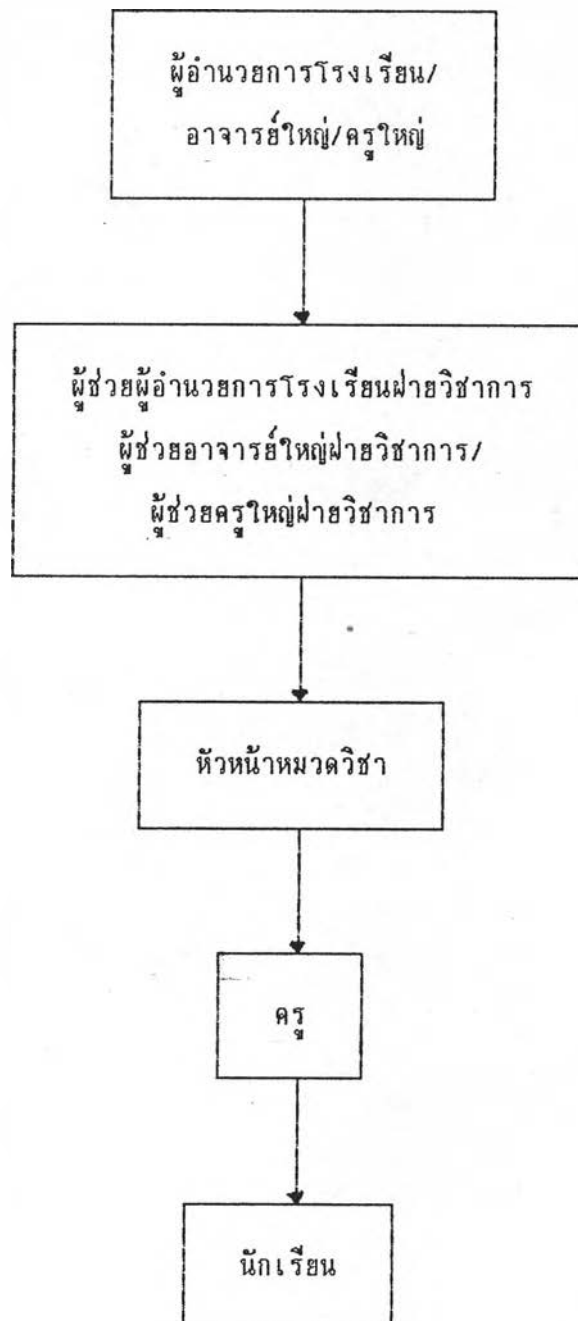 ผู้อำนวยการโรงเรียน/
อาจารย์ใหญ่/ครูใหญ่
ผู้ช่วยผู้อำนวยการโรงเรียนฝ่ายวิชาการ
ผู้ช่วยอาจารย์ใหญ่ฝ่ายวิชาการ/
ผู้ช่วยครูใหญ่ฝ่ายวิชาการ
หัวหน้าหมวดวิชา
ครู
นักเรียน